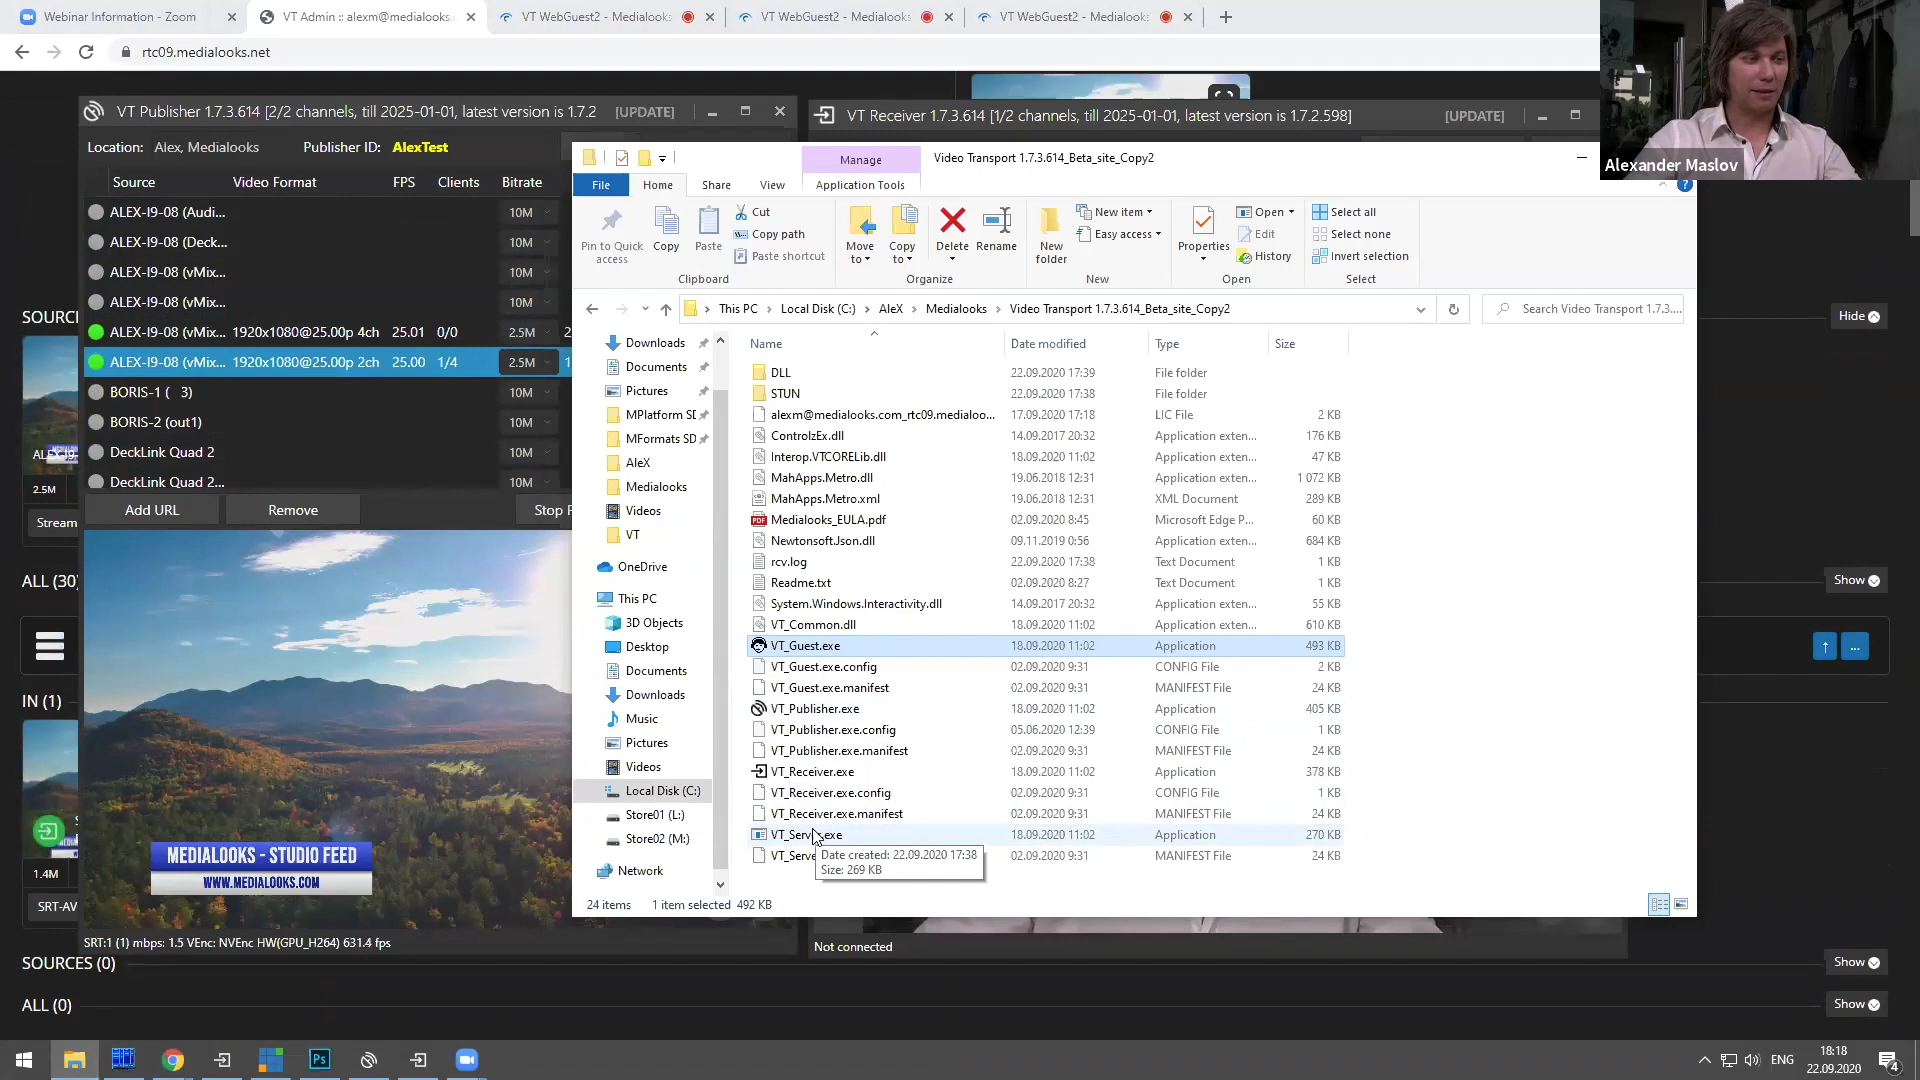 Webinar Information - Zoom
VT Admin :: alexm@medialooks.
VT WebGuest2 - Medialooks
VT WebGuest2 - Medialooks
VT WebGuest2 - Medialooks
rtc09.medialooks.net
VT Publisher 1.7.3.614 [2/2 channels, till 2025-01-01, latest version is 1.7.2
[UPDATE]
VT Receiver 1.7.3.614 [1/2 channels, till 2025-01-01, latest version is 1.7.2.598]
[UPDATE]
Alexander Maslov
Location: Alex, Medialooks
Publisher ID: AlexTest
Source Video Format FPS Clients Bitrate
ALEX-I9-08 (Audi... 10M
ALEX-I9-08 (Deck... 10M
ALEX-I9-08 (vMix... 10M
ALEX-I9-08 (vMix... 10M
ALEX-I9-08 (vMix... 1920x1080@25.00p 4ch 25.01 0/0 2.5M 2
ALEX-I9-08 (vMix... 1920x1080@25.00p 2ch 25.00 1/4 2.5M 1
BORIS-1 ( 3) 10M
BORIS-2 (out1) 10M
DeckLink Quad 2 10M
DeckLink Quad 2... 10M
Add URL
Remove
Stop
MEDIALOOKS - STUDIO FEED
WWW.MEDIALOOKS.COM
SRT:1 (1) mbps: 1.5 VEnc: NVEnc HW(GPU_H264) 631.4 fps
Manage
Video Transport 1.7.3.614_Beta_site_Copy2
File
Home
Share
View
Application Tools
Pin to Quick
access
Copy
Paste
Cut
Copy path
Paste shortcut
Clipboard
Move
to
Copy
to
Delete
Rename
Organize
New
folder
New item
Easy access
New
Properties
Open
Edit
History
Open
Select all
Select none
Invert selection
Select
This PC > Local Disk (C:) > AleX > Medialooks > Video Transport 1.7.3.614_Beta_site_Copy2
Search Video Transport 1.7.3....
Downloads
Documents
Pictures
MPlatform SD
MFormats SD
AleX
Medialooks
Videos
VT
OneDrive
This PC
3D Objects
Desktop
Documents
Downloads
Music
Pictures
Videos
Local Disk (C:)
Store01 (L:)
Store02 (M:)
Network
Name Date modified Type Size
DLL 22.09.2020 17:39 File folder
STUN 22.09.2020 17:38 File folder
alexm@medialooks.com_rtc09.medialoo... 17.09.2020 17:18 LIC File 2 KB
ControlzEx.dll 14.09.2017 20:32 Application exten... 176 KB
Interop.VTCORELib.dll 18.09.2020 11:02 Application exten... 47 KB
MahApps.Metro.dll 19.06.2018 12:31 Application exten... 1 072 KB
MahApps.Metro.xml 19.06.2018 12:31 XML Document 289 KB
Medialooks_EULA.pdf 02.09.2020 8:45 Microsoft Edge P... 60 KB
Newtonsoft.Json.dll 09.11.2019 0:56 Application exten... 684 KB
rcv.log 22.09.2020 17:38 Text Document 1 KB
Readme.txt 02.09.2020 8:27 Text Document 1 KB
System.Windows.Interactivity.dll 14.09.2017 20:32 Application exten... 55 KB
VT_Common.dll 18.09.2020 11:02 Application exten... 610 KB
VT_Guest.exe 18.09.2020 11:02 Application 493 KB
VT_Guest.exe.config 02.09.2020 9:31 CONFIG File 2 KB
VT_Guest.exe.manifest 02.09.2020 9:31 MANIFEST File 24 KB
VT_Publisher.exe 18.09.2020 11:02 Application 405 KB
VT_Publisher.exe.config 05.06.2020 12:39 CONFIG File 1 KB
VT_Publisher.exe.manifest 02.09.2020 9:31 MANIFEST File 24 KB
VT_Receiver.exe 18.09.2020 11:02 Application 378 KB
VT_Receiver.exe.config 02.09.2020 9:31 CONFIG File 1 KB
VT_Receiver.exe.manifest 02.09.2020 9:31 MANIFEST File 24 KB
18.09.2020 11:02 Application 270 KB
VT_Serve 02.09.2020 9:31 MANIFEST File 24 KB
Date created: 22.09.2020 17:38
Size: 269 KB
24 items 1 item selected 492 KB
Not connected
SOURC
Hide
2.5M
Stream
ALL (30)
Show
IN (1)
1.4M
SRT-AV
SOURCES (0)
Show
ALL (0)
Show
Ps
ENG
18:18
22.09.2020
4